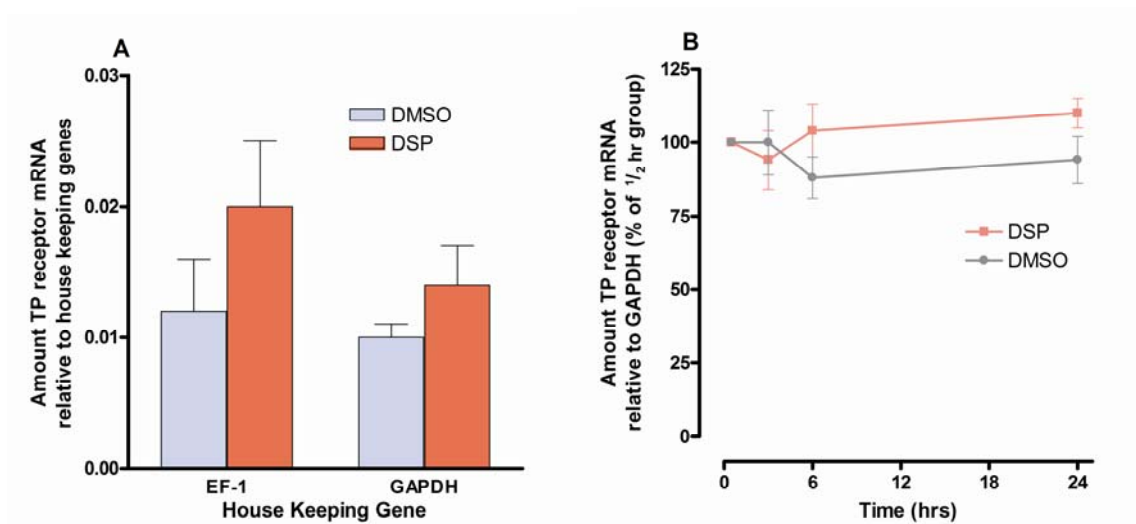 A
Amount TP receptor mRNA
relative to house keeping genes
0.03
0.02
0.01
0.00
DMSO
DSP
EF-1
GAPDH
House Keeping Gene
B
Amount TP receptor mRNA
relative to GAPDH (% of 1/2 hr group)
125
100
75
50
25
0
DSP
DMSO
0
6
12
18
24
Time (hrs)